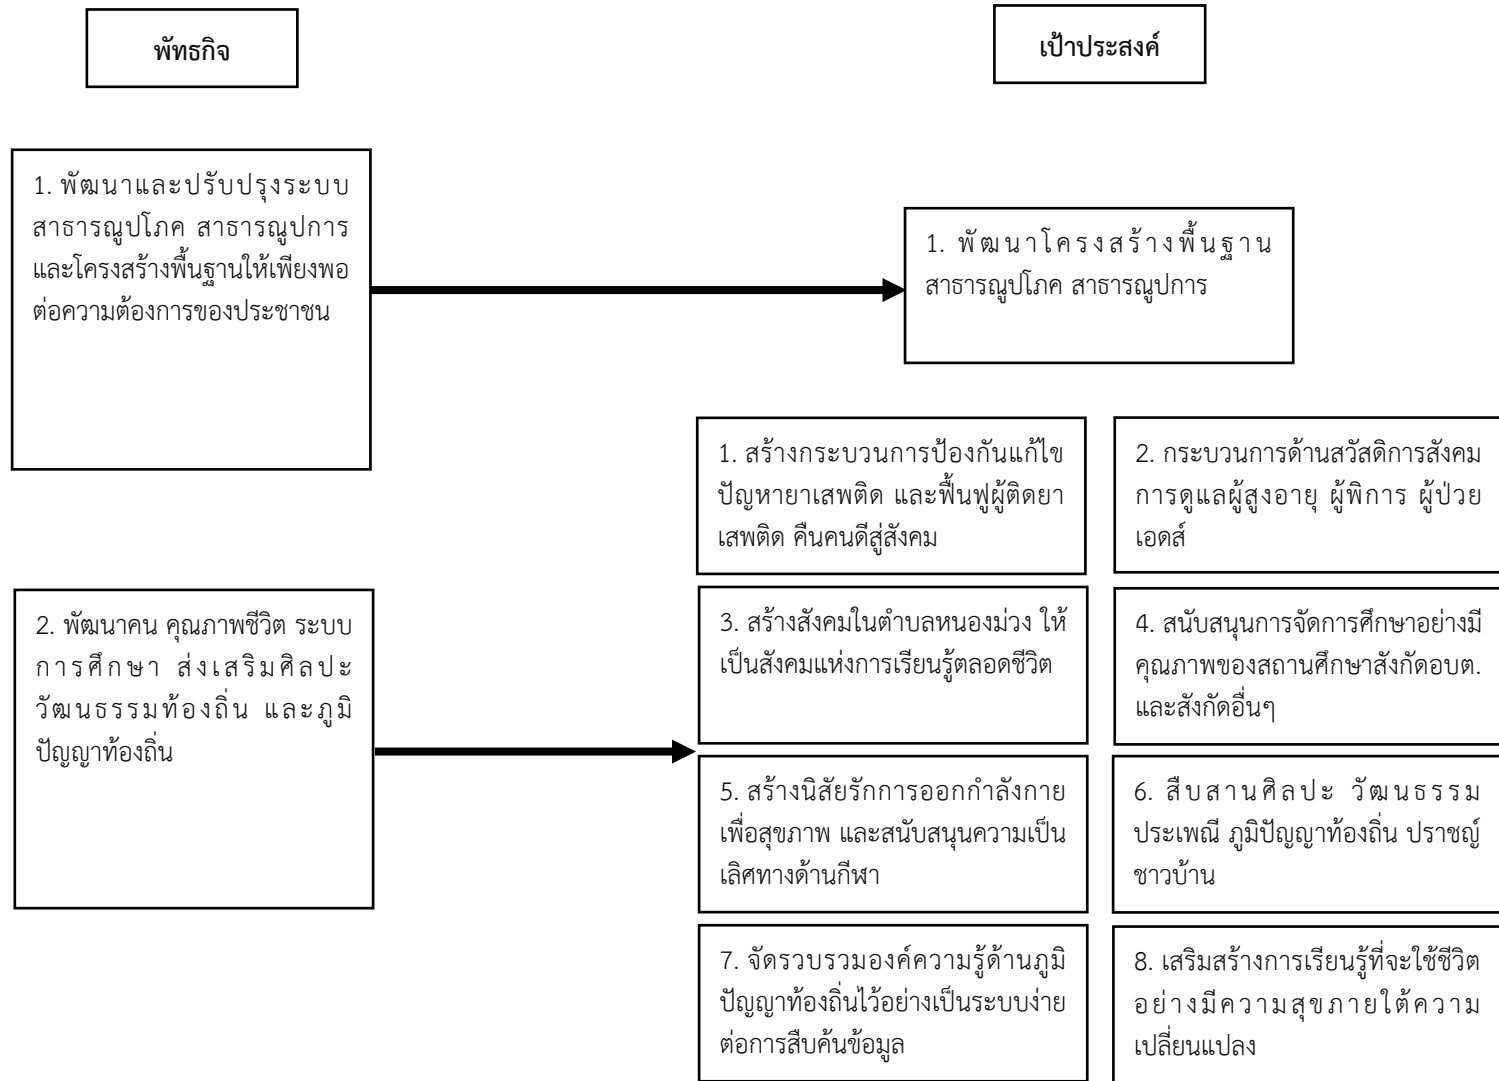 พัทธกิจ
เป้าประสงค์
1. พัฒนาและปรับปรุงระบบ
สาธารณูปโภค สาธารณูปการ
และโครงสร้างพื้นฐานให้เพียงพอ
ต่อความต้องการของประชาชน
1. พัฒนาโครงสร้างพื้นฐาน
สาธารณูปโภค สาธารณูปการ
2. พัฒนาคน คุณภาพชีวิต ระบบ
การศึกษา ส่งเสริมศิลปะ
วัฒนธรรมท้องถิ่น และภูมิ
ปัญญาท้องถิ่น
1. สร้างกระบวนการป้องกันแก้ไข
ปัญหายาเสพติด และฟื้นฟูผู้ติดยา
เสพติด คืนคนดีสู่สังคม
2. กระบวนการด้านสวัสดิการสังคม
การดูแลผู้สูงอายุ ผู้พิการ ผู้ป่วย
เอดส์
3. สร้างสังคมในตำบลหนองม่วง ให้
เป็นสังคมแห่งการเรียนรู้ตลอดชีวิต
4. สนับสนุนการจัดการศึกษาอย่างมี
คุณภาพของสถานศึกษาสังกัดอบต.
และสังกัดอื่นๆ
5. สร้างนิสัยรักการออกกำลังกาย
เพื่อสุขภาพ และสนับสนุนความเป็น
เลิศทางด้านกีฬา
6. สืบสานศิลปะ วัฒนธรรม
ประเพณี ภูมิปัญญาท้องถิ่น ปราชญ์
ชาวบ้าน
7. จัดรวบรวมองค์ความรู้ด้านภูมิ
ปัญญาท้องถิ่นไว้อย่างเป็นระบบง่าย
ต่อการสืบค้นข้อมูล
8. เสริมสร้างการเรียนรู้ที่จะใช้ชีวิต
อย่างมีความสุขภายใต้ความ
เปลี่ยนแปลง